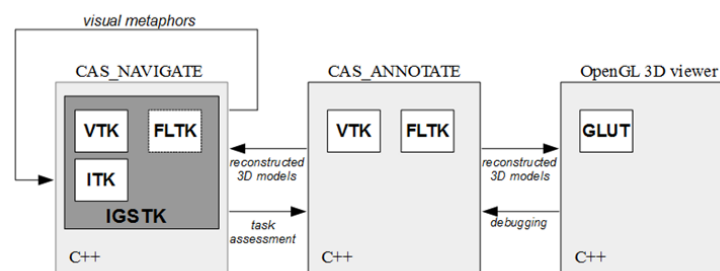 visual metaphors
CAS_NAVIGATE
CAS_ANNOTATE
OpenGL 3D viewer
VTK
FLTK
ITK
IGSTK
C++
reconstructed
3D models
task
assessment
VTK
FLTK
C++
reconstructed
3D models
debugging
GLUT
C++